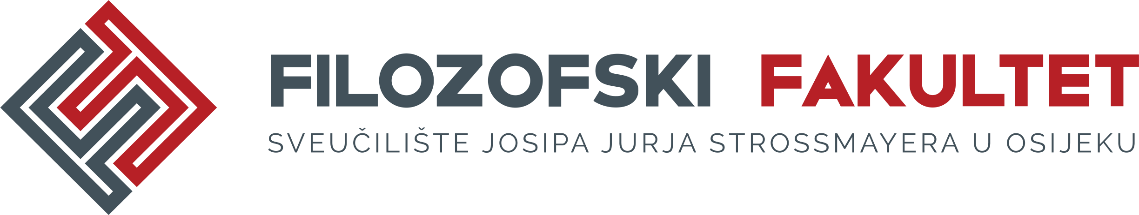 FILOZOFSKI FAKULTET
SVEUČILIŠTE JOSIPA JURJA STROSSMAYERA U OSIJEKU